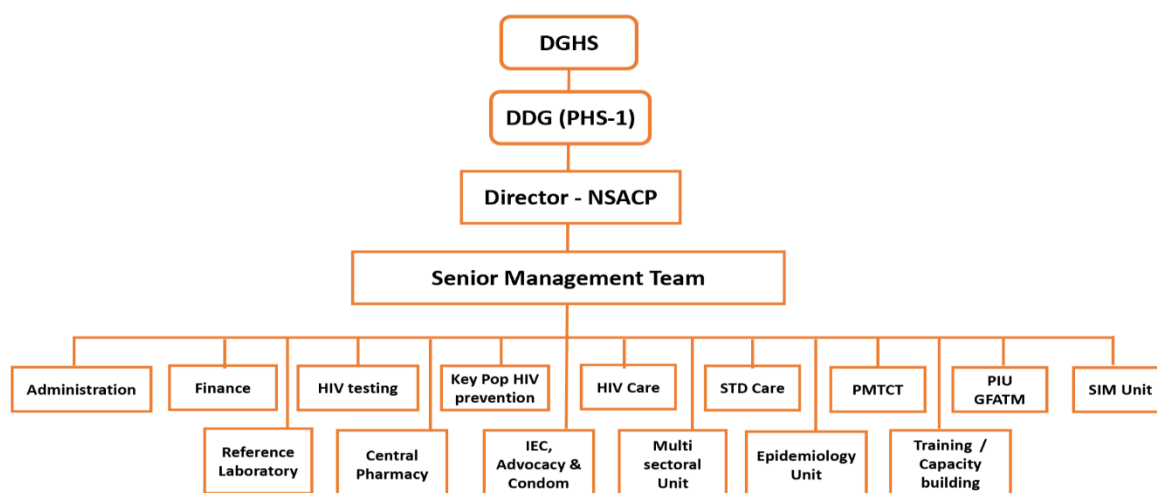 DGHS
DDG (PHS-1)
Director - NSACP
Senior Management Team
Administration
Finance
HIV testing
Key Pop HIV
prevention
HIV Care
STD Care
PMTCT
PIU
GFATM
SIM Unit
Reference
Laboratory
Central
Pharmacy
IEC,
Advocacy &
Condom
Multi
sectoral
Unit
Epidemiology
Unit
Training /
Capacity
building